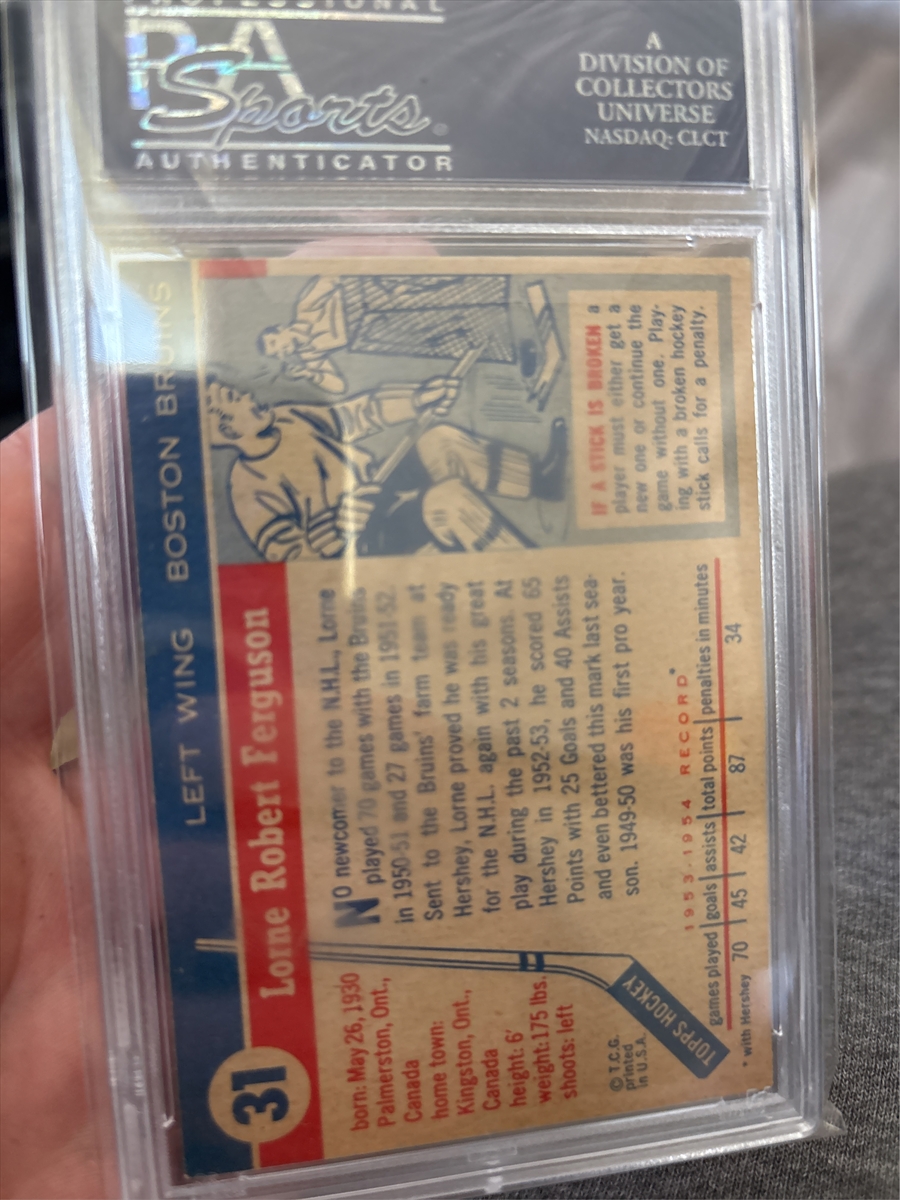 PROFESSIONAL
PSA
Sports
AUTHENTICATOR
A
DIVISION OF
COLLECTORS
UNIVERSE
NASDAQ: CLCT
31
LEFT WING BOSTON BRUINS
Lorne Robert Ferguson
born: May 26, 1930
Palmerston, Ont.,
Canada
home town:
Kingston, Ont.,
Canada
height: 6'
weight: 175 lbs.
shoots: left
© T.C.G.
printed
in U.S.A.
TOPPS HOCKEY
NO newcomer to the N.H.L., Lorne
played 70 games with the Bruins
in 1950-51 and 27 games in 1951-52.
Sent to the Bruins' farm team at
Hershey, Lorne proved he was ready
for the N.H.L. again with his great
play during the past 2 seasons. At
Hershey in 1952-53, he scored 65
Points with 25 Goals and 40 Assists
and even bettered this mark last sea-
son. 1949-50 was his first pro year.
IF A STICK IS BROKEN a
player must either get a
new one or continue the
game without one. Play-
ing with a broken hockey
stick calls for a penalty.
1953-1954 RECORD*
games played goals assists total points penalties in minutes
70 45 42 87 34
* with Hershey